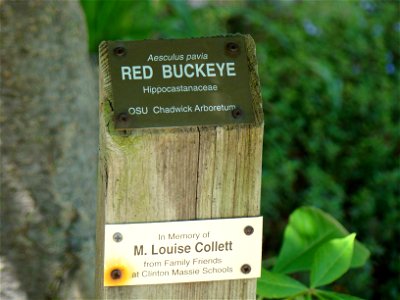 Aesculus pavia
RED BUCKEYE
Hippocastanaceae
OSU Chadwick Arboretum
In Memory of
M. Louise Collett
from Family Friends
at Clinton Massie Schools